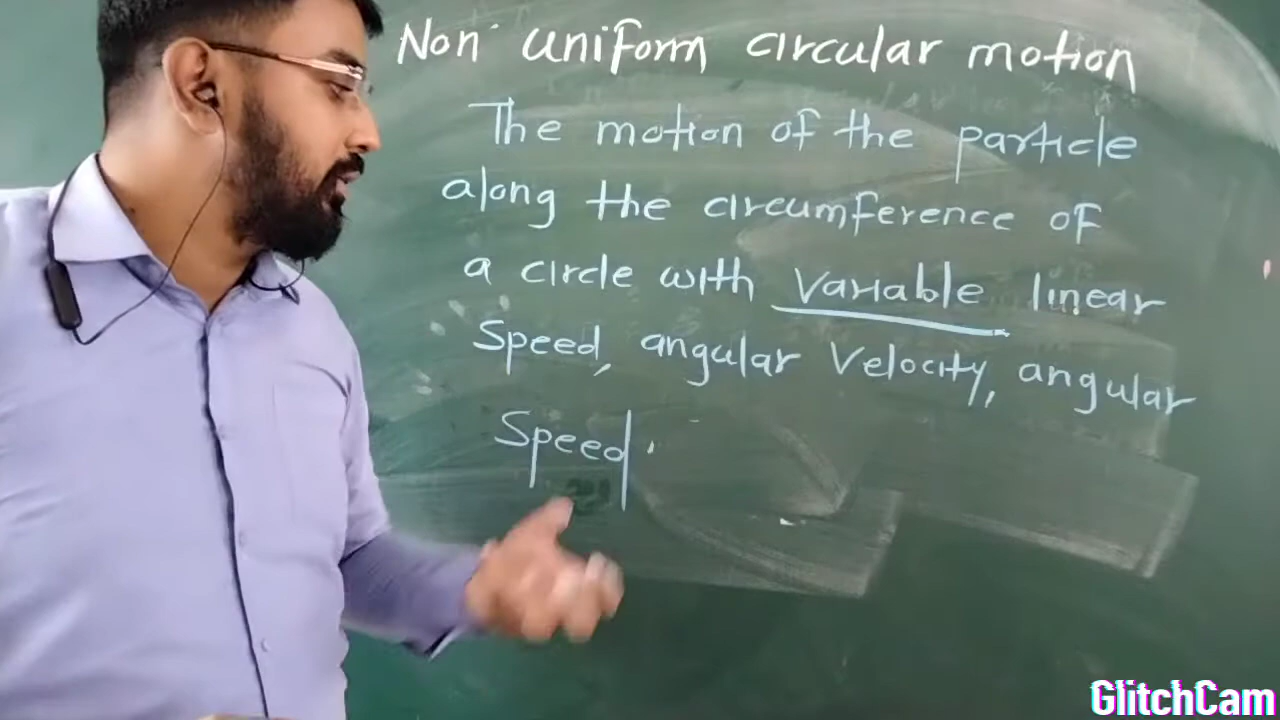 Non uniform circular motion
The motion of the particle
along the circumference of
a circle with variable linear
Speed, angular Velocity, angular
Speed.
GlitchCam